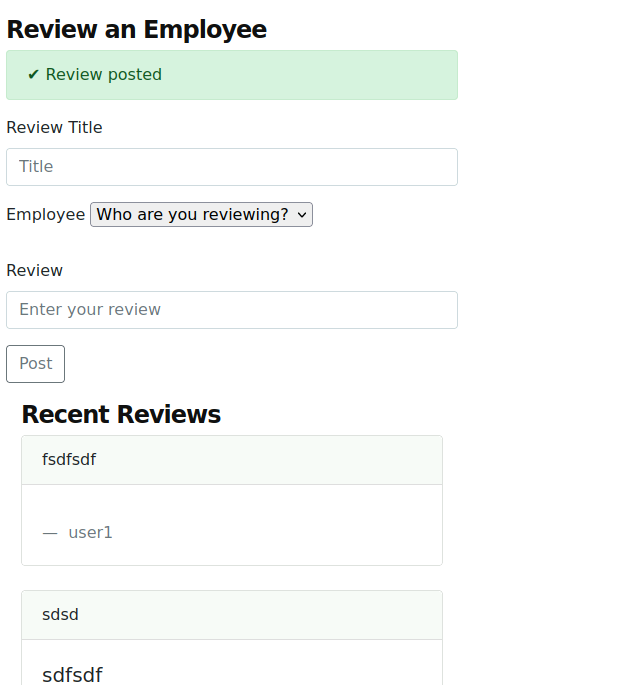 Review an Employee
✔ Review posted
Review Title
Title
Employee Who are you reviewing?
Review
Enter your review
Post
Recent Reviews
fsdfsdf
— user1
sdsd
sdfsdf